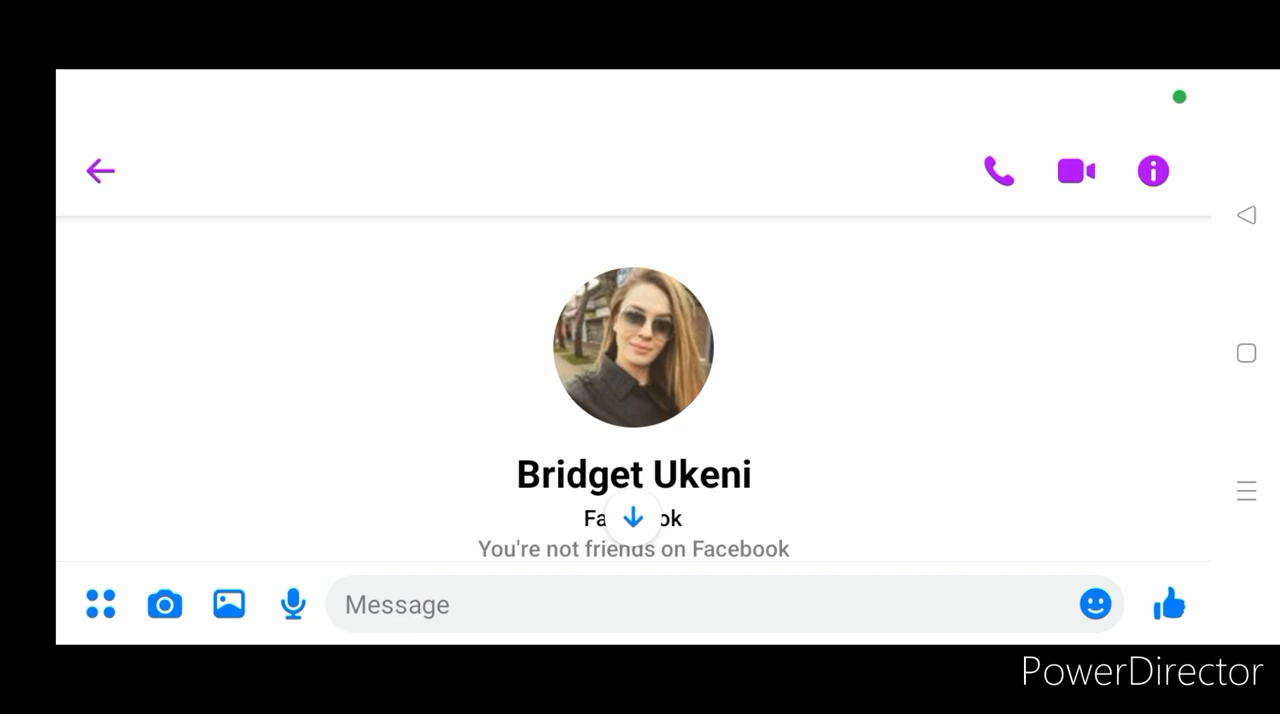 Bridget Ukeni
You're not friends on Facebook
Message
PowerDirector